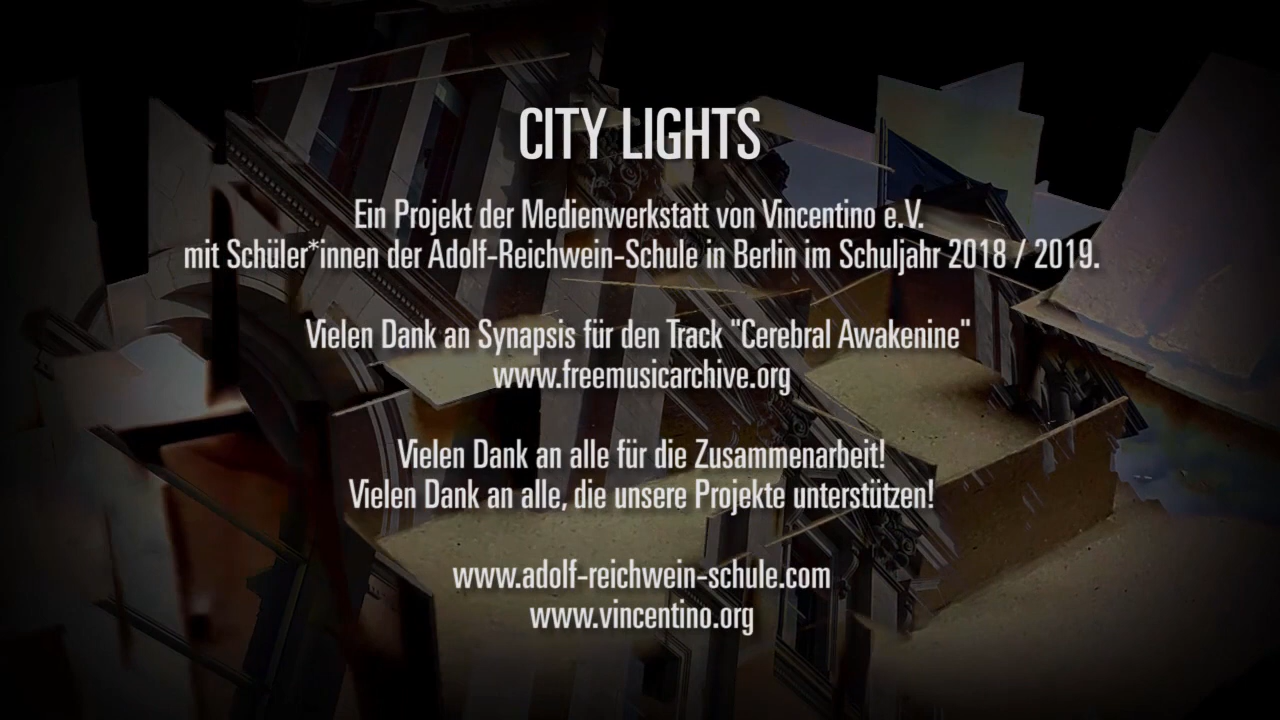 CITY LIGHTS
Ein Projekt der Medienwerkstatt von Vincentino e.V.
mit Schüler*innen der Adolf-Reichwein-Schule in Berlin im Schuljahr 2018 / 2019.
Vielen Dank an Synapsis für den Track "Cerebral Awakenine"
www.freemusicarchive.org
Vielen Dank an alle für die Zusammenarbeit!
Vielen Dank an alle, die unsere Projekte unterstützen!
www.adolf-reichwein-schule.com
www.vincentino.org